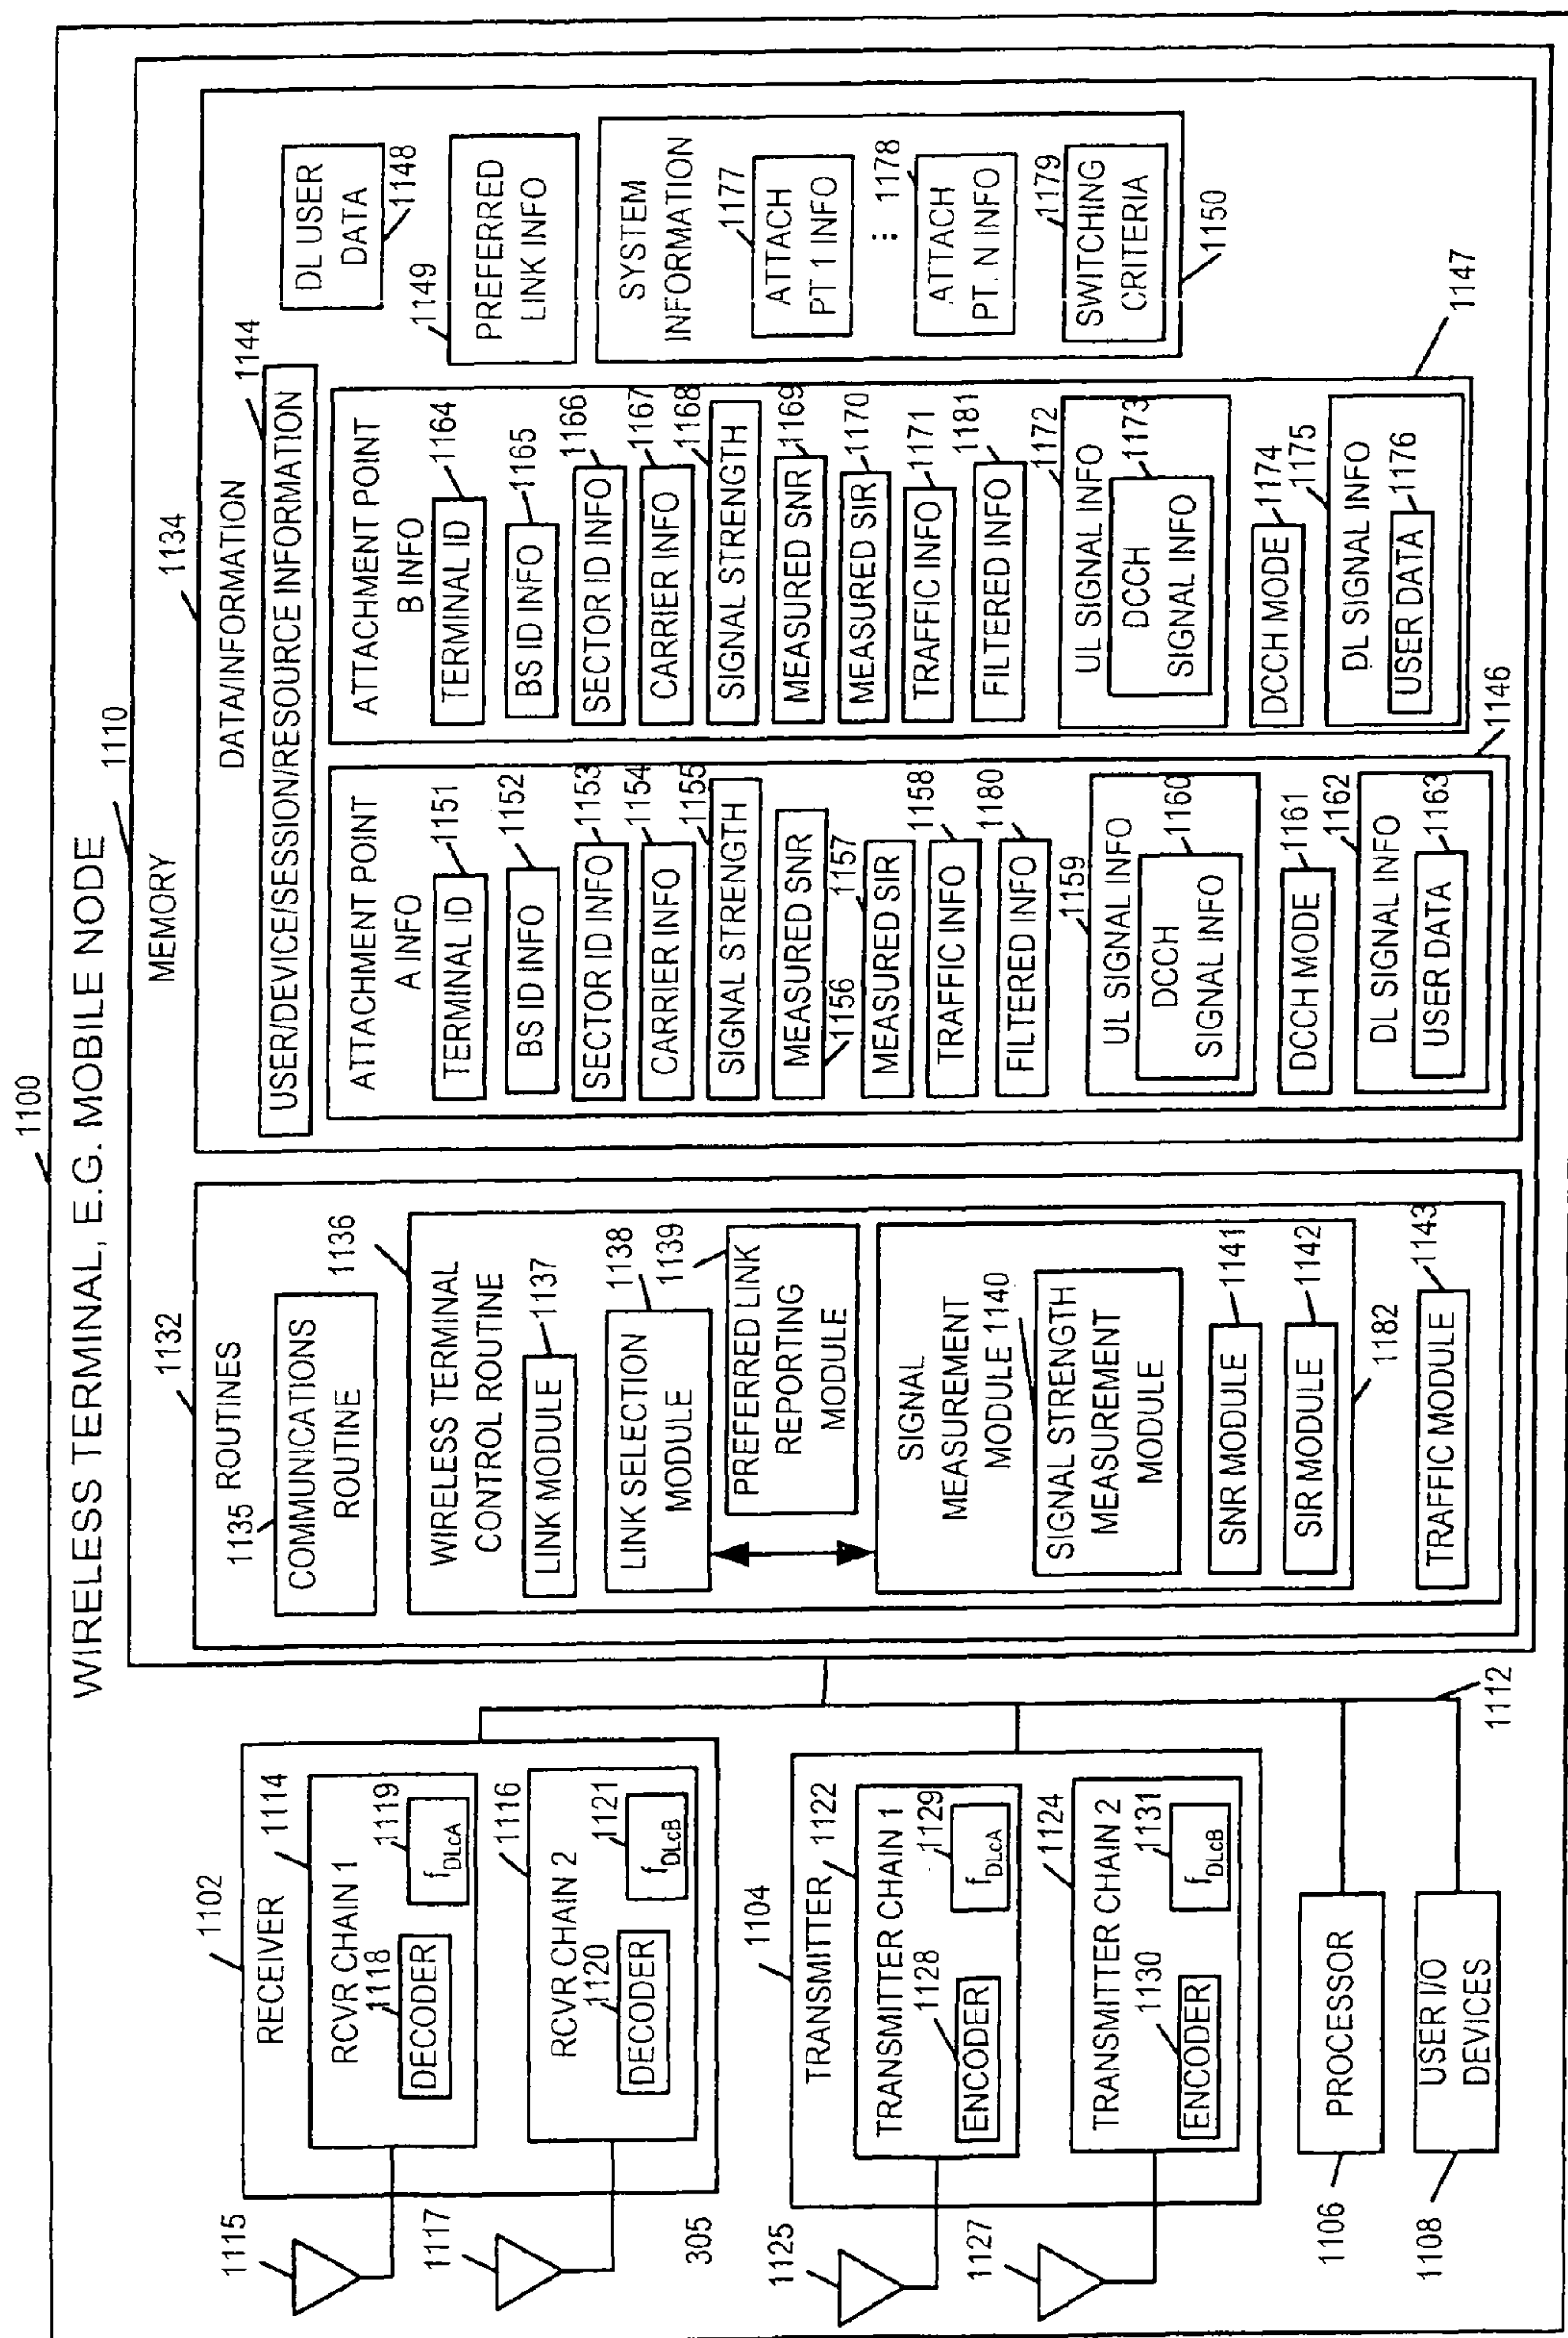 1100
WIRELESS TERMINAL, E.G. MOBILE NODE
1110
MEMORY
1102
RECEIVER
1114
RCVR CHAIN 1
1118
1119
DECODER
f DLcA
1116
RCVR CHAIN 2
1120
1121
DECODER
f DLcB
1115
1117
305
1104
TRANSMITTER
1122
TRANSMITTER CHAIN 1
1128
1129
ENCODER
f DLcA
1124
TRANSMITTER CHAIN 2
1130
1131
ENCODER
f DLcB
1125
1127
PROCESSOR
1106
USER I/O
DEVICES
1108
1112
1132
ROUTINES
1135
COMMUNICATIONS
ROUTINE
1136
WIRELESS TERMINAL
CONTROL ROUTINE
1137
LINK MODULE
1138
LINK SELECTION
MODULE
1139
PREFERRED LINK
REPORTING
MODULE
SIGNAL
MEASUREMENT
MODULE
1140
SIGNAL STRENGTH
MEASUREMENT
MODULE
1141
SNR MODULE
1142
SIR MODULE
1182
1143
TRAFFIC MODULE
1134
DATA/INFORMATION
1144
USER/DEVICE/SESSION/RESOURCE INFORMATION
ATTACHMENT POINT
A INFO
1151
TERMINAL ID
1152
BS ID INFO
1153
SECTOR ID INFO
1154
CARRIER INFO
1155
SIGNAL STRENGTH
MEASURED SNR
1156
1157
MEASURED SIR
1158
TRAFFIC INFO
1180
FILTERED INFO
1159
UL SIGNAL INFO
1160
DCCH
SIGNAL INFO
1161
DCCH MODE
1162
DL SIGNAL INFO
1163
USER DATA
1146
ATTACHMENT POINT
B INFO
1164
TERMINAL ID
1165
BS ID INFO
1166
SECTOR ID INFO
1167
CARRIER INFO
1168
SIGNAL STRENGTH
1169
MEASURED SNR
1170
MEASURED SIR
1171
TRAFFIC INFO
1181
FILTERED INFO
1172
UL SIGNAL INFO
1173
DCCH
SIGNAL INFO
1174
DCCH MODE
1175
DL SIGNAL INFO
1176
USER DATA
1147
DL USER
DATA
1148
1149
PREFERRED
LINK INFO
SYSTEM
INFORMATION
1177
ATTACH
PT 1 INFO
...
1178
ATTACH
PT. N INFO
1179
SWITCHING
CRITERIA
1150